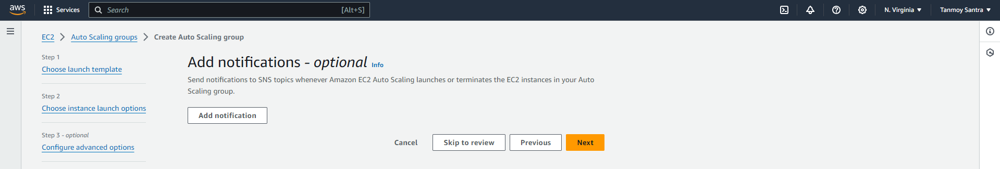 aws
Services
Search
[Alt+S]
N. Virginia
Tanmoy Santra
EC2
Auto Scaling groups
Create Auto Scaling group
Step 1
Choose launch template
Step 2
Choose instance launch options
Step 3 - optional
Configure advanced options
Add notifications - optional Info
Send notifications to SNS topics whenever Amazon EC2 Auto Scaling launches or terminates the EC2 instances in your Auto
Scaling group.
Add notification
Cancel
Skip to review
Previous
Next